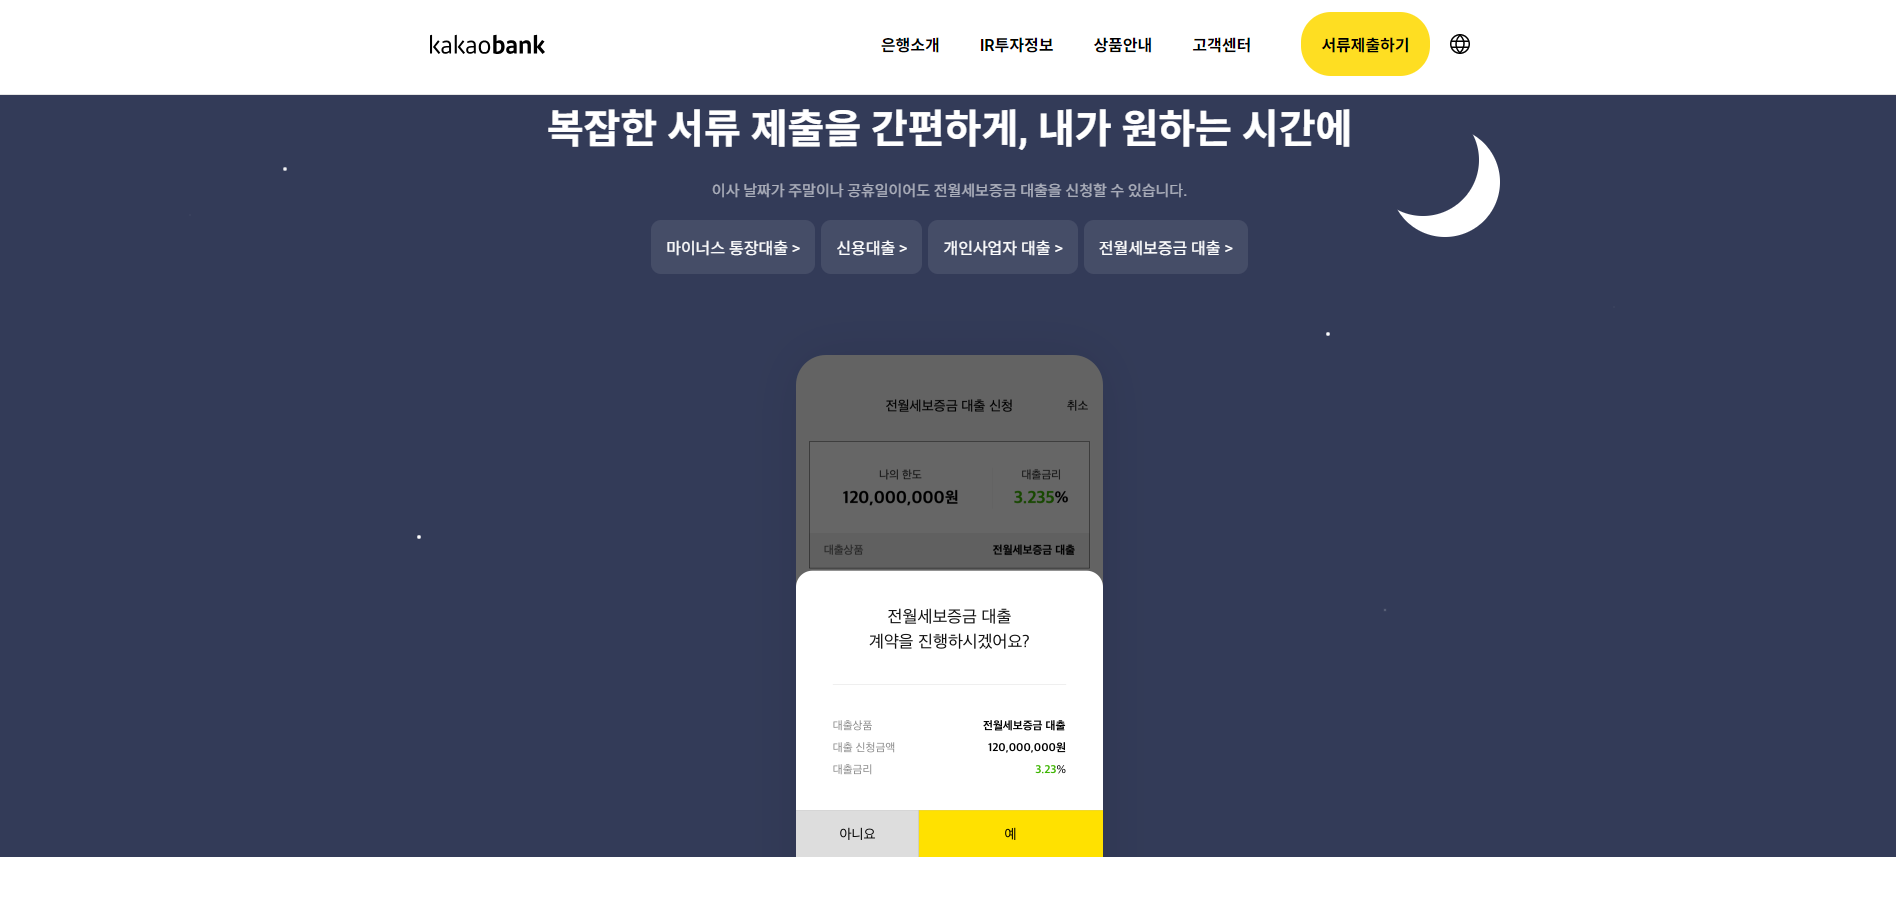 kakaobank
은행소개
IR투자정보
상품안내
고객센터
서류제출하기
복잡한 서류 제출을 간편하게, 내가 원하는 시간에
이사 날짜가 주말이나 공휴일이어도 전월세보증금 대출을 신청할 수 있습니다.
마이너스 통장대출 >
신용대출 >
개인사업자 대출 >
전월세보증금 대출 >
전월세보증금 대출 신청
취소
나의 한도
대출금리
120,000,000원
3.235%
대출상품
전월세보증금 대출
전월세보증금 대출
계약을 진행하시겠어요?
대출상품
전월세보증금 대출
대출 신청금액
120,000,000원
대출금리
3.23%
아니요
예